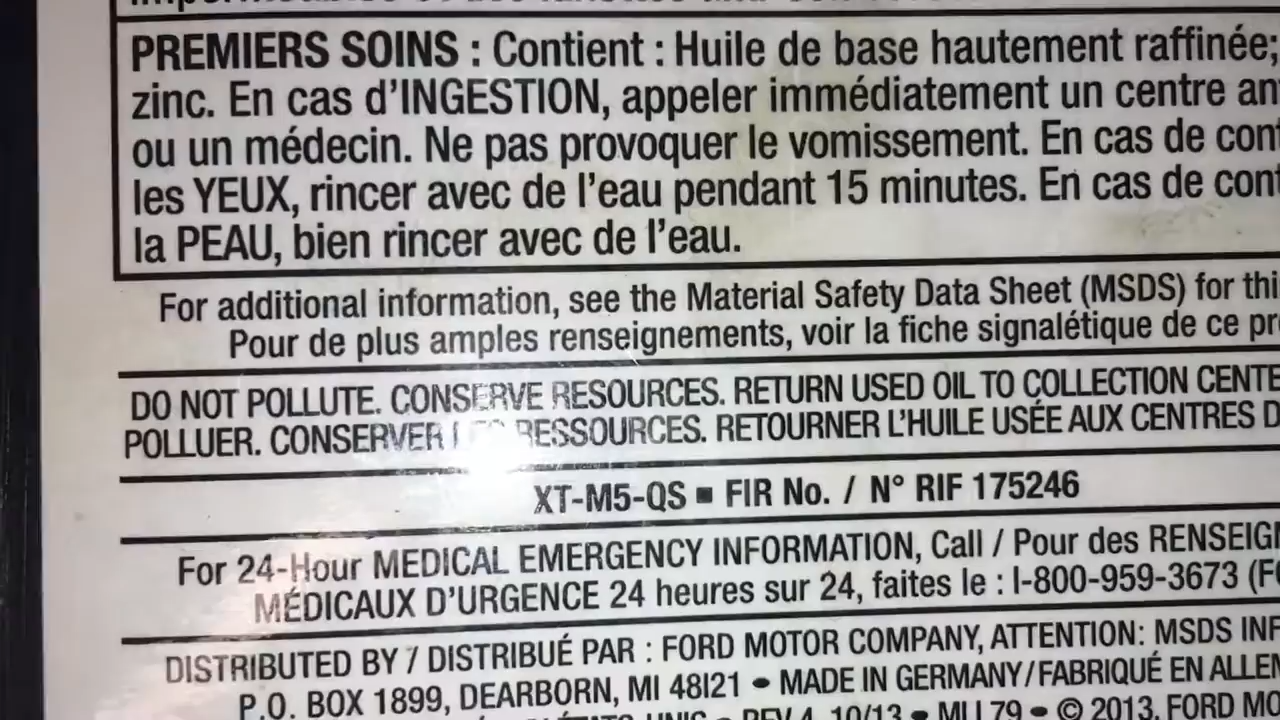 PREMIERS SOINS : Contient : Huile de base hautement raffinée;
zinc. En cas d'INGESTION, appeler immédiatement un centre an
ou un médecin. Ne pas provoquer le vomissement. En cas de con
les YEUX, rincer avec de l'eau pendant 15 minutes. En cas de con
la PEAU, bien rincer avec de l'eau.
For additional information, see the Material Safety Data Sheet (MSDS) for thi
Pour de plus amples renseignements, voir la fiche signalétique de ce pr
DO NOT POLLUTE. CONSERVE RESOURCES. RETURN USED OIL TO COLLECTION CENTE
POLLUER. CONSERVER LES RESSOURCES. RETOURNER L'HUILE USÉE AUX CENTRES D
XT-M5-QS ■ FIR No. / N° RIF 175246
For 24-Hour MEDICAL EMERGENCY INFORMATION, Call / Pour des RENSEIG
MÉDICAUX D'URGENCE 24 heures sur 24, faites le : 1-800-959-3673 (F
DISTRIBUTED BY / DISTRIBUÉ PAR : FORD MOTOR COMPANY, ATTENTION: MSDS INF
P.O. BOX 1899, DEARBORN, MI 48121 • MADE IN GERMANY/FABRIQUÉ EN ALLE
REV 4 10/13 • MU 79 • © 2013, FORD MO